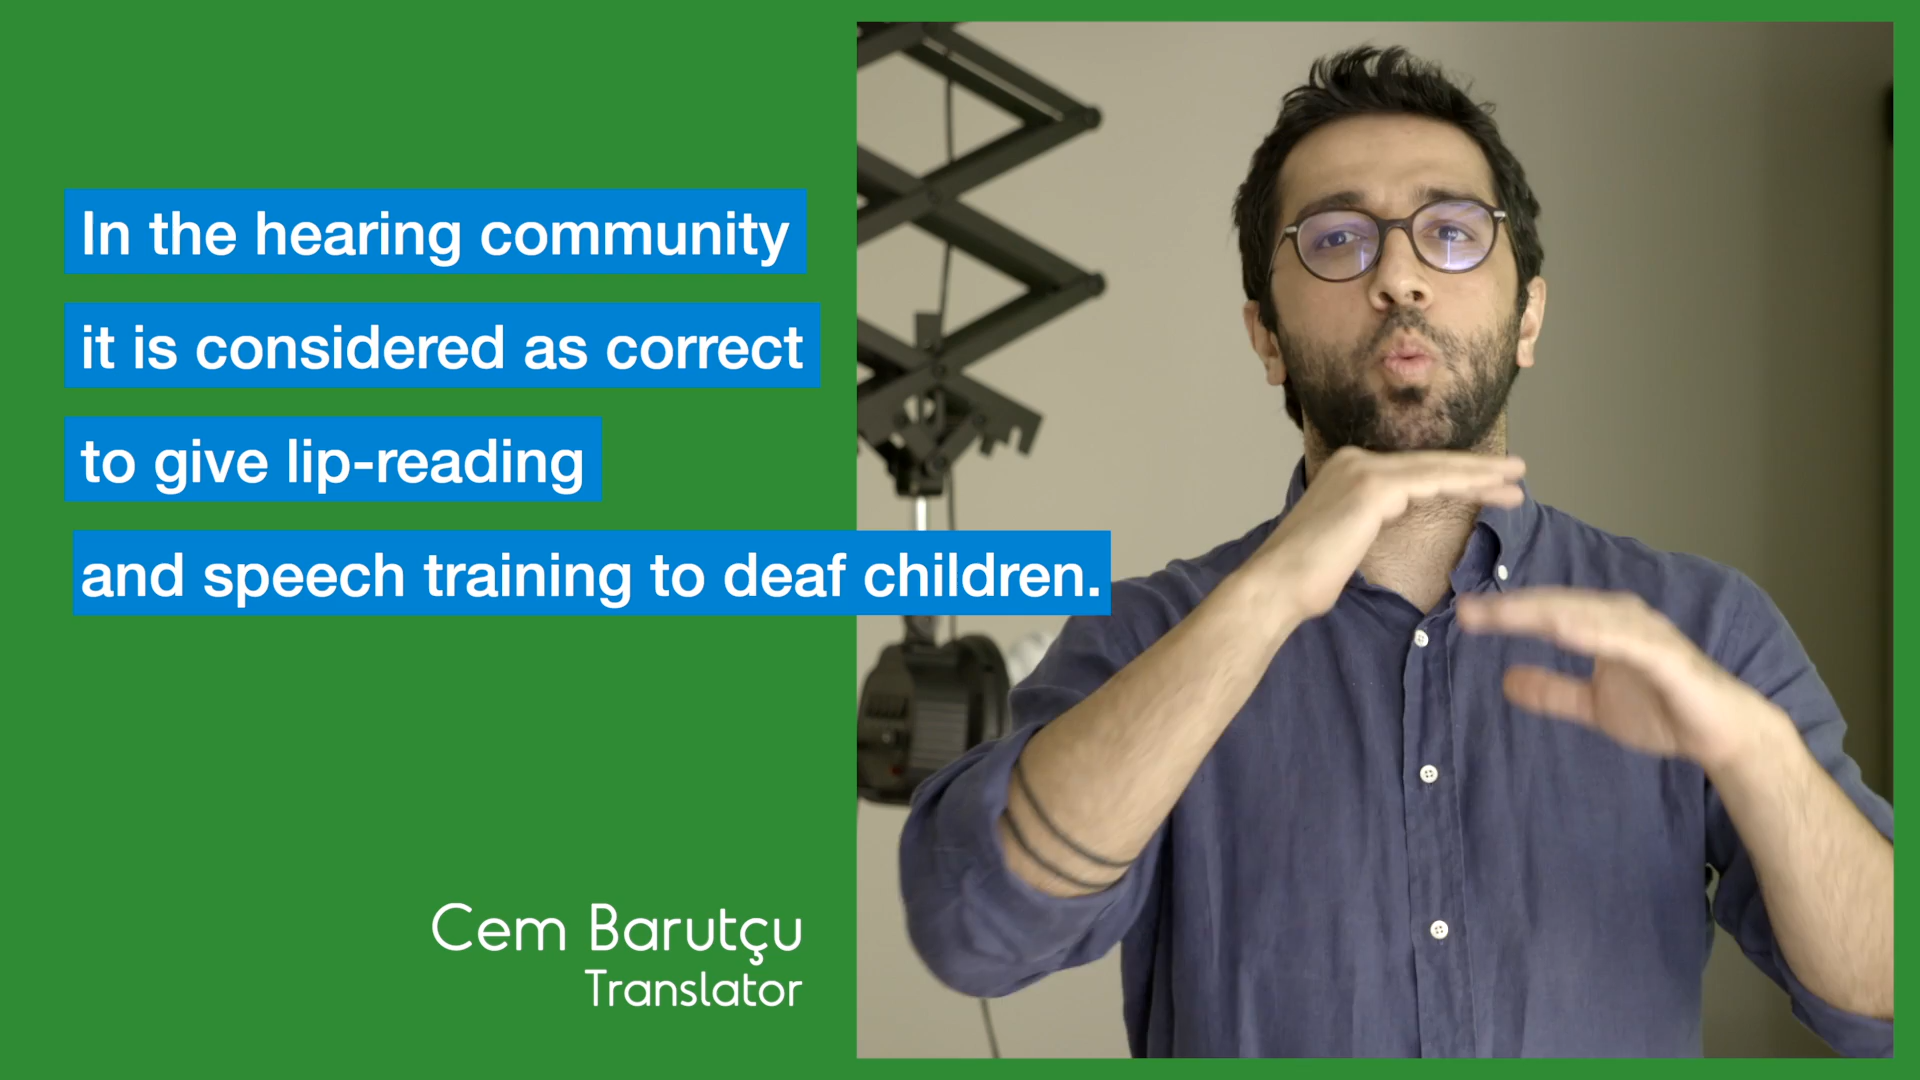 In the hearing community
it is considered as correct
to give lip-reading
and speech training to deaf children.
Cem Barutçu
Translator